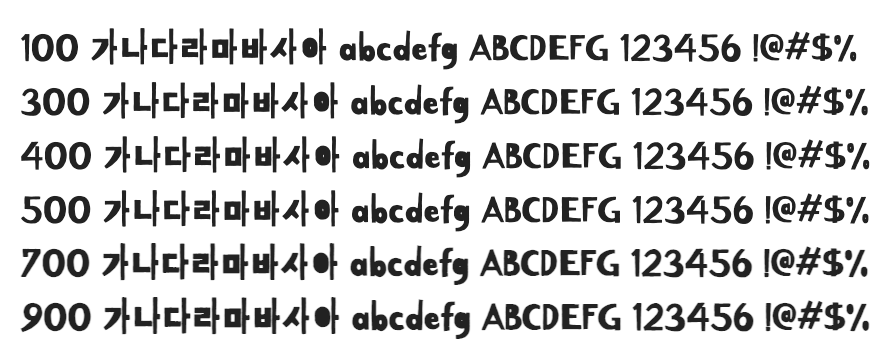 100 가나다라마바사아 abcdefg ABCDEFG 123456 !@#$%
300 가나다라마바사아 abcdefg ABCDEFG 123456 !@#$%
400 가나다라마바사아 abcdefg ABCDEFG 123456 !@#$%
500 가나다라마바사아 abcdefg ABCDEFG 123456 !@#$%
700 가나다라마바사아 abcdefg ABCDEFG 123456 !@#$%
900 가나다라마바사아 abcdefg ABCDEFG 123456 !@#$%